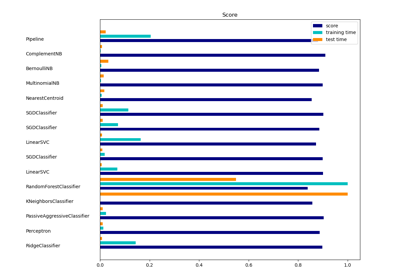 Score
score
training time
test time
Pipeline
ComplementNB
BernoulliNB
MultinomialNB
NearestCentroid
SGDClassifier
SGDClassifier
LinearSVC
SGDClassifier
LinearSVC
RandomForestClassifier
KNeighborsClassifier
PassiveAggressiveClassifier
Perceptron
RidgeClassifier
0.0 0.2 0.4 0.6 0.8 1.0